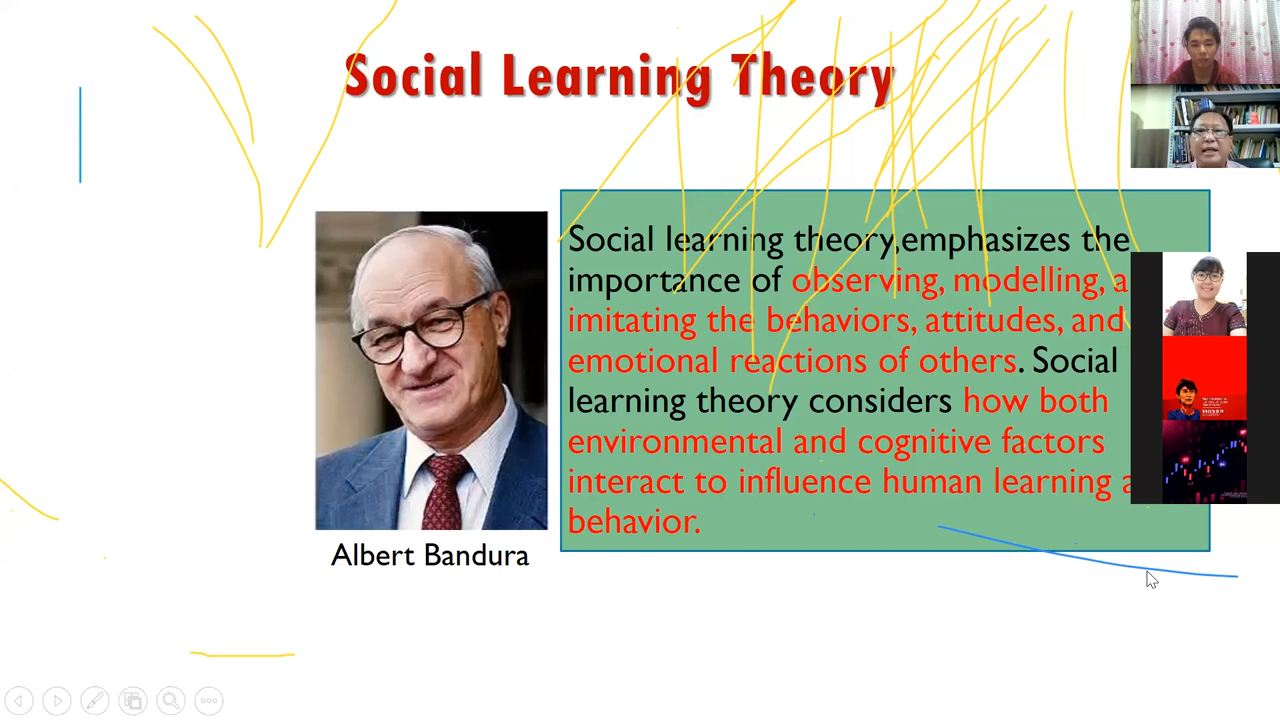 Social Learning Theory
Social learning theory,emphasizes the
importance of observing, modelling, a
imitating the behaviors, attitudes, and
emotional reactions of others. Social
learning theory considers how both
environmental and cognitive factors
interact to influence human learning a
behavior.
Albert Bandura